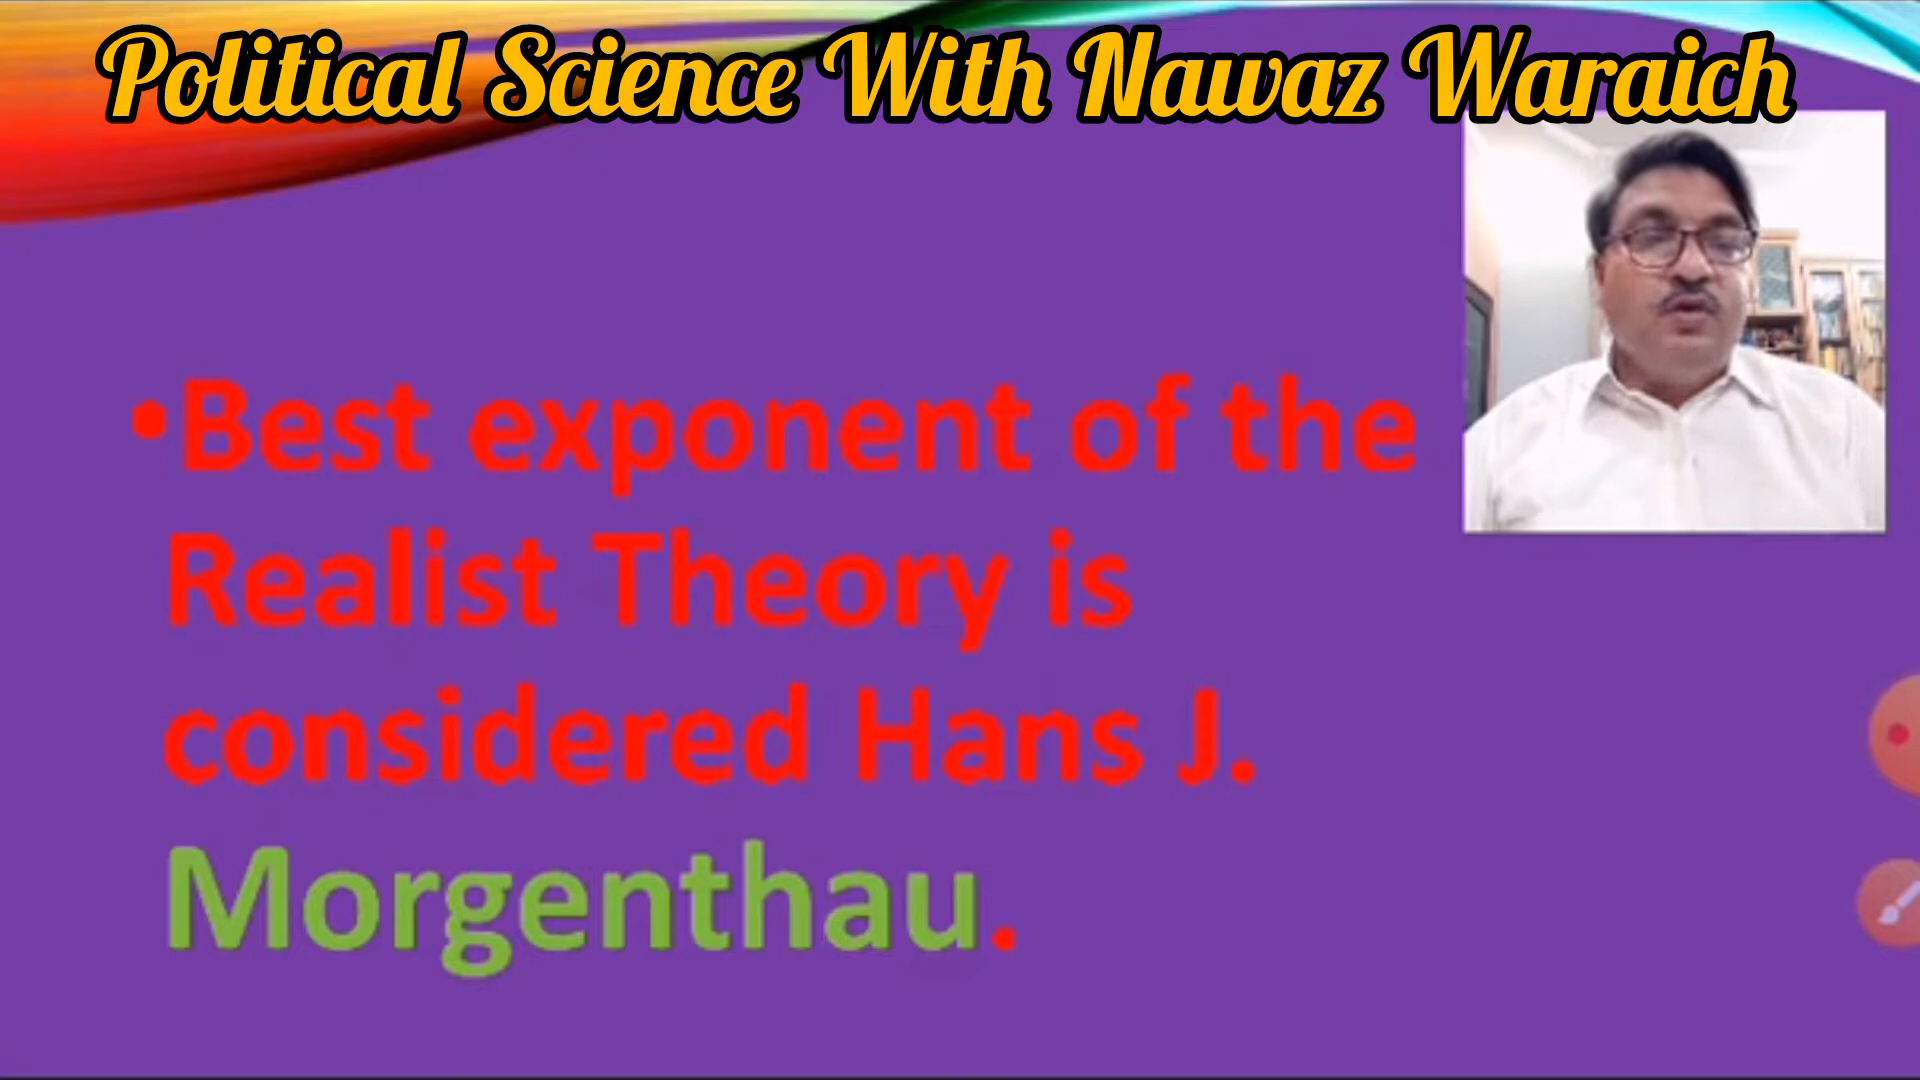 Political Science With Nawaz Waraich
•Best exponent of the
Realist Theory is
considered Hans J.
Morgenthau.